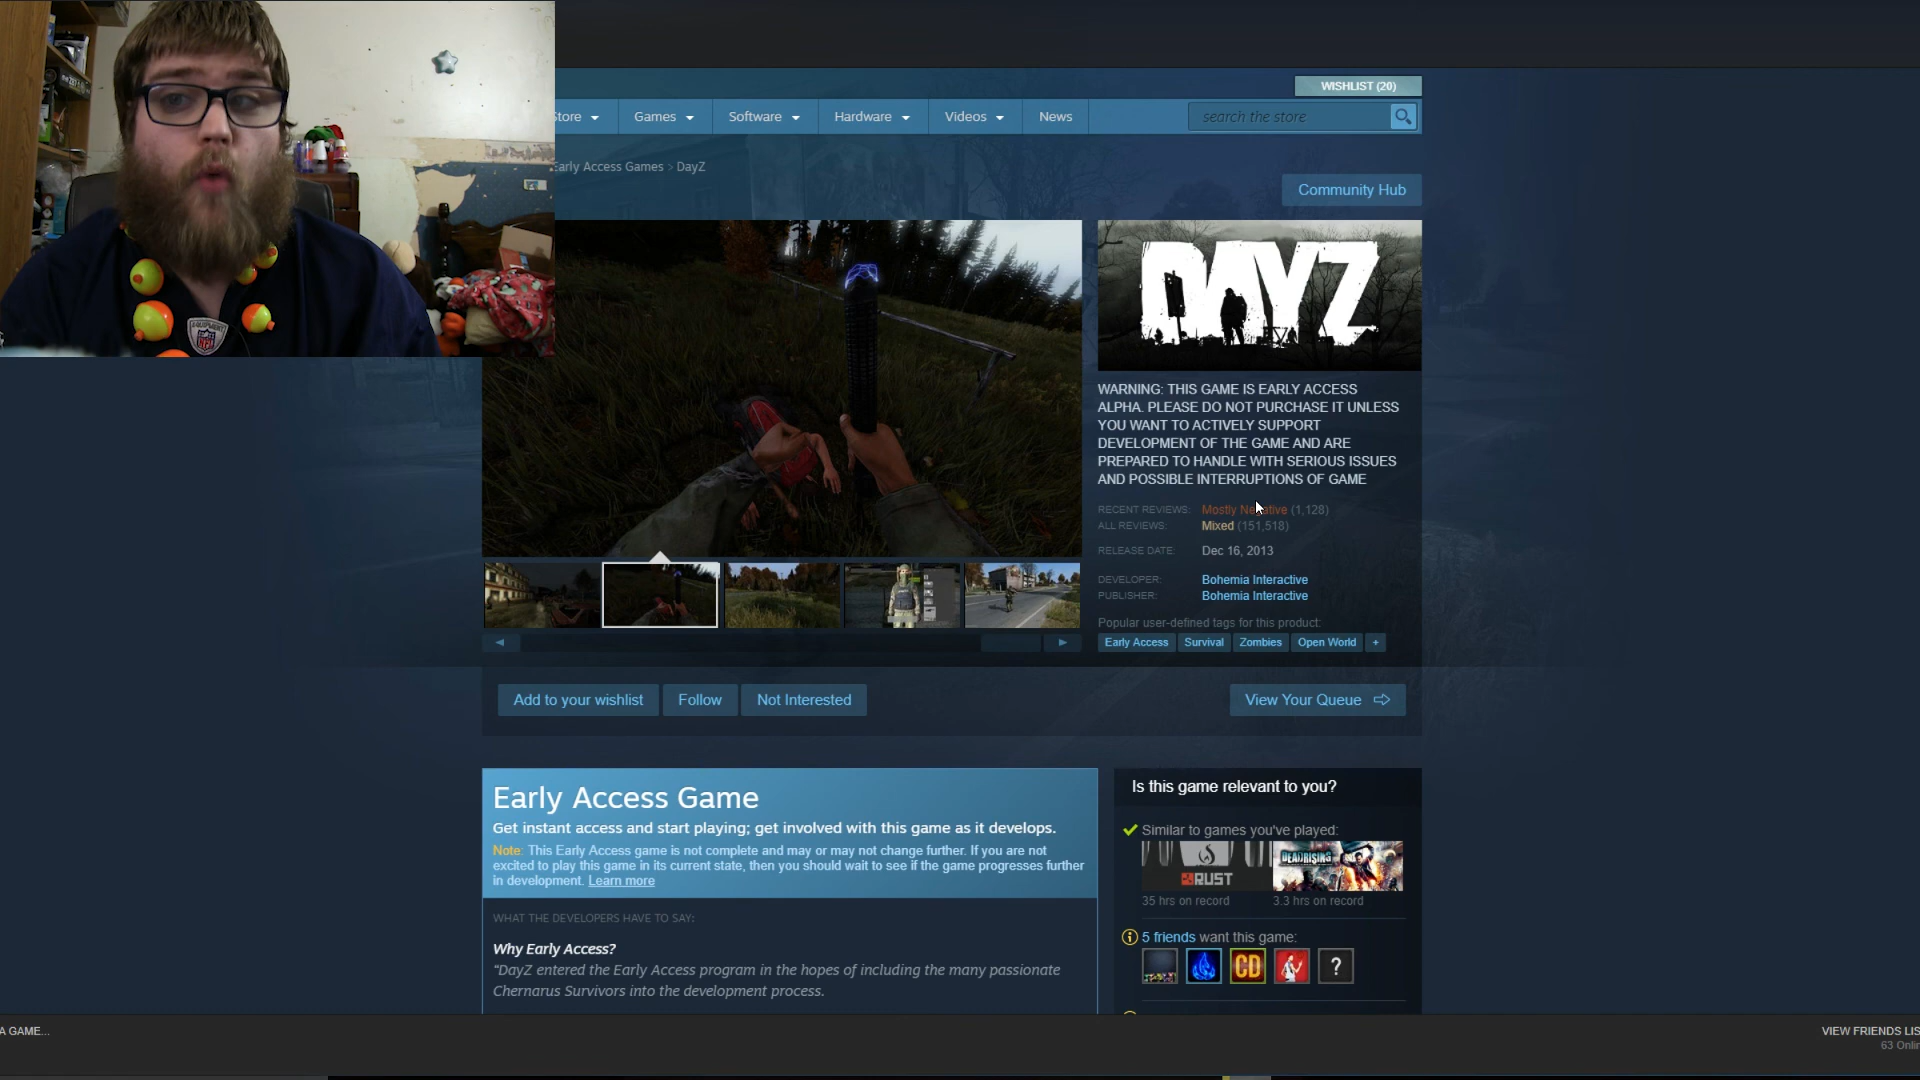 WISHLIST (20)
Store Games Software Hardware Videos News search the store
Early Access Games > DayZ
Community Hub
DAYZ
EQUIPMENT
NFL
WARNING: THIS GAME IS EARLY ACCESS
ALPHA. PLEASE DO NOT PURCHASE IT UNLESS
YOU WANT TO ACTIVELY SUPPORT
DEVELOPMENT OF THE GAME AND ARE
PREPARED TO HANDLE WITH SERIOUS ISSUES
AND POSSIBLE INTERRUPTIONS OF GAME
RECENT REVIEWS: Mostly Negative (1,128)
ALL REVIEWS: Mixed (151,518)
RELEASE DATE: Dec 16, 2013
DEVELOPER: Bohemia Interactive
PUBLISHER: Bohemia Interactive
Popular user-defined tags for this product:
Early Access Survival Zombies Open World +
Add to your wishlist Follow Not Interested View Your Queue
Early Access Game
Get instant access and start playing; get involved with this game as it develops.
Note: This Early Access game is not complete and may or may not change further. If you are not
excited to play this game in its current state, then you should wait to see if the game progresses further
in development. Learn more
WHAT THE DEVELOPERS HAVE TO SAY:
Why Early Access?
“DayZ entered the Early Access program in the hopes of including the many passionate
Chernarus Survivors into the development process.
Is this game relevant to you?
Similar to games you've played:
RUST DEADRISING
35 hrs on record 3.3 hrs on record
5 friends want this game:
CD ?
A GAME...
VIEW FRIENDS LIS
63 Onlin